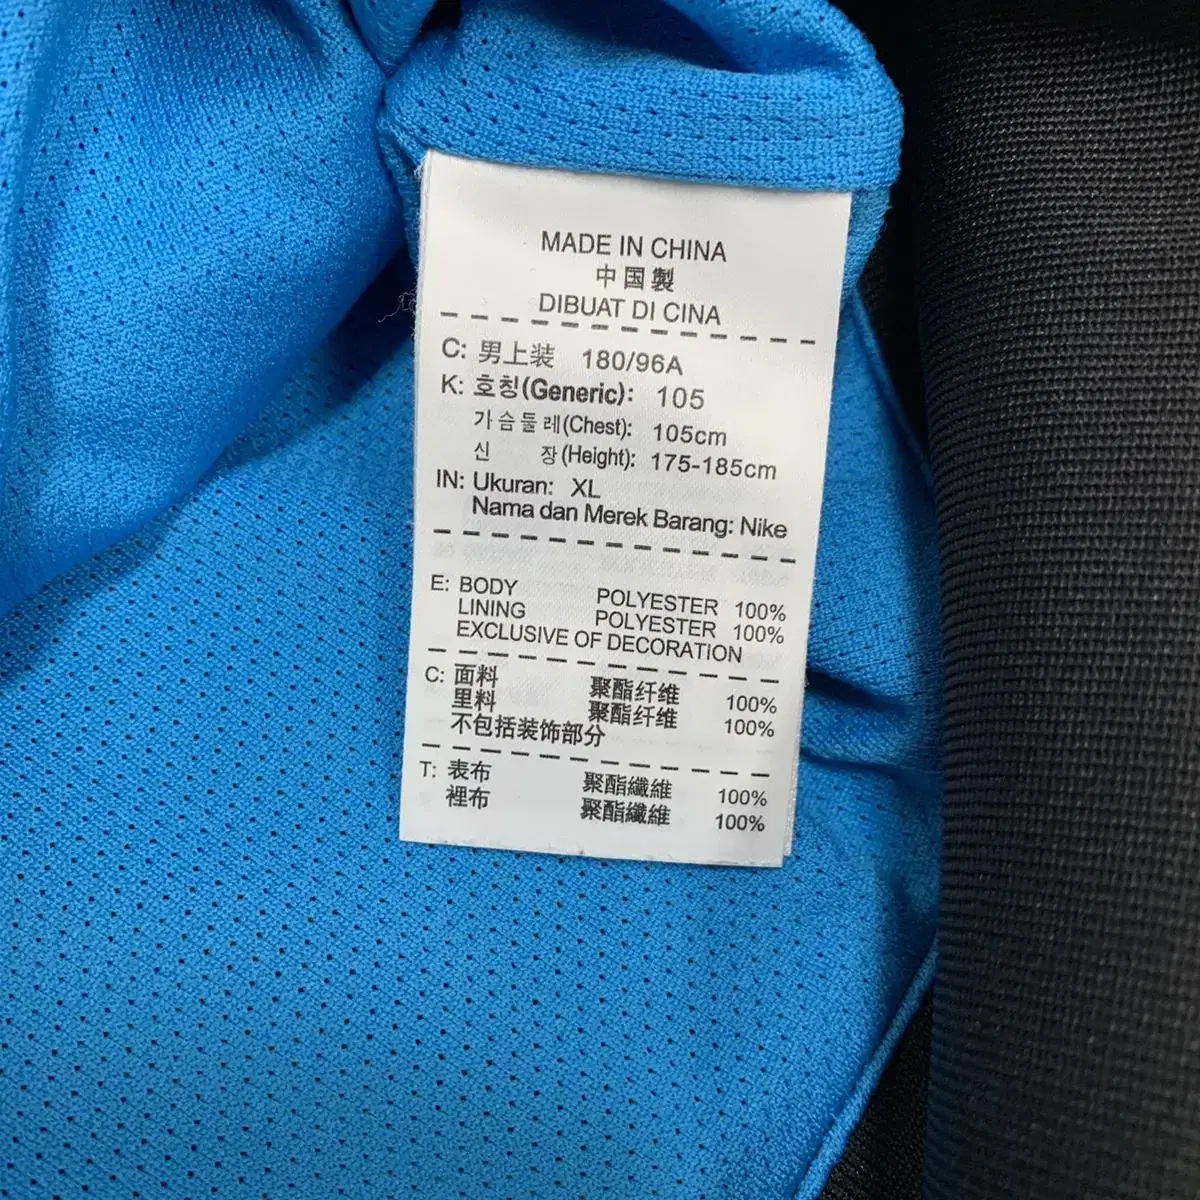 MADE IN CHINA
中国製
DIBUAT DI CINA
C: 男上装 180/96A
K: 호칭(Generic): 105
가슴둘레(Chest): 105cm
신 장(Height): 175-185cm
IN: Ukuran: XL
Nama dan Merek Barang: Nike
E: BODY POLYESTER 100%
LINING POLYESTER 100%
EXCLUSIVE OF DECORATION
C: 面料 聚酯纤维 100%
里料 聚酯纤维 100%
不包括装饰部分
T: 表布 聚酯纖維 100%
裡布 聚酯纖維 100%